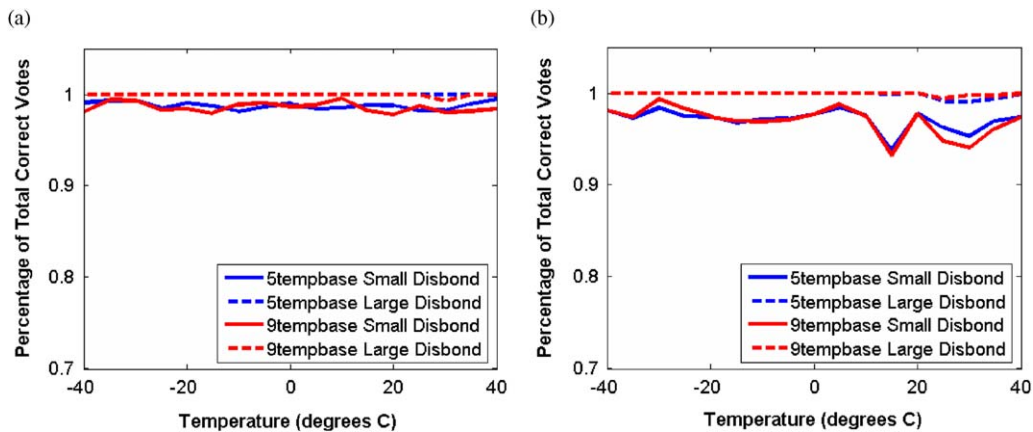 (a)
Percentage of Total Correct Votes
1
0.9
0.8
0.7
-40
-20
0
20
40
Temperature (degrees C)
5tempbase Small Disbond
5tempbase Large Disbond
9tempbase Small Disbond
9tempbase Large Disbond
(b)
Percentage of Total Correct Votes
1
0.9
0.8
0.7
-40
-20
0
20
40
Temperature (degrees C)
5tempbase Small Disbond
5tempbase Large Disbond
9tempbase Small Disbond
9tempbase Large Disbond